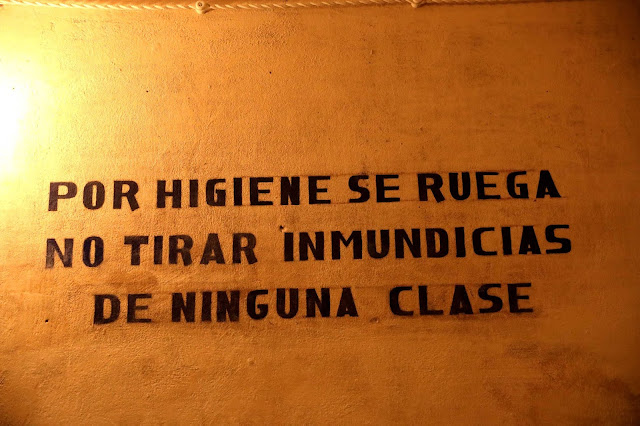 POR HIGIENE SE RUEGA
NO TIRAR INMUNDICIAS
DE NINGUNA CLASE